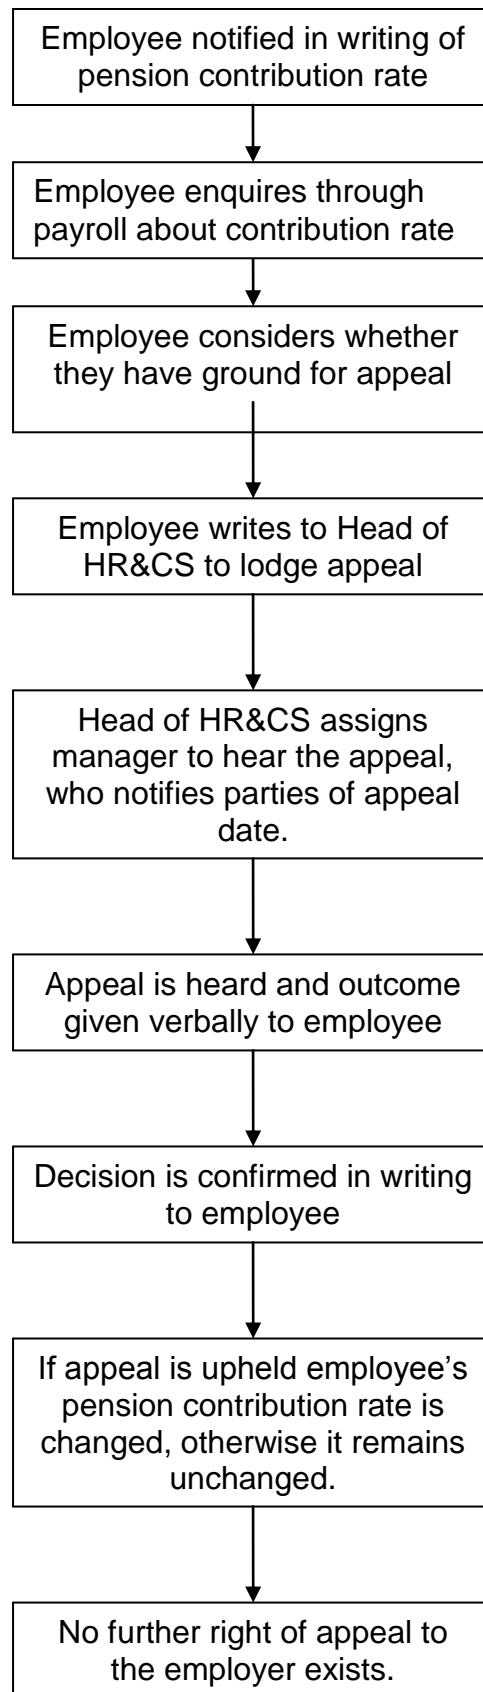 Employee notified in writing of
pension contribution rate
Employee enquires through
payroll about contribution rate
Employee considers whether
they have ground for appeal
Employee writes to Head of
HR&CS to lodge appeal
Head of HR&CS assigns
manager to hear the appeal,
who notifies parties of appeal
date.
Appeal is heard and outcome
given verbally to employee
Decision is confirmed in writing
to employee
If appeal is upheld employee’s
pension contribution rate is
changed, otherwise it remains
unchanged.
No further right of appeal to
the employer exists.